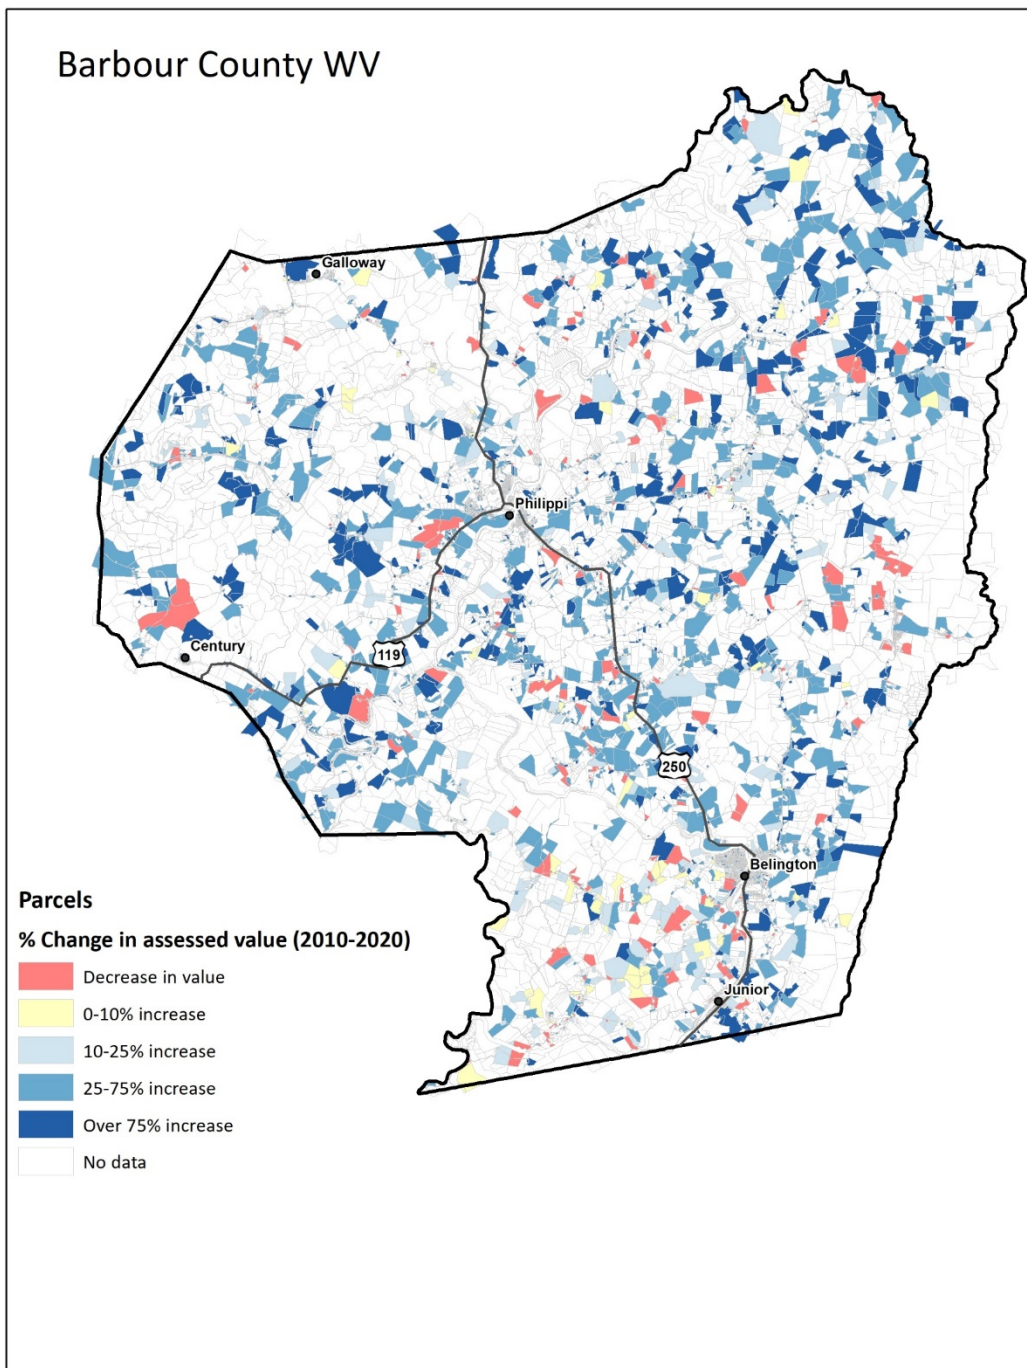 Barbour County WV
Galloway
Philippi
Century
119
250
Belington
Junior
Parcels
% Change in assessed value (2010-2020)
Decrease in value
0-10% increase
10-25% increase
25-75% increase
Over 75% increase
No data